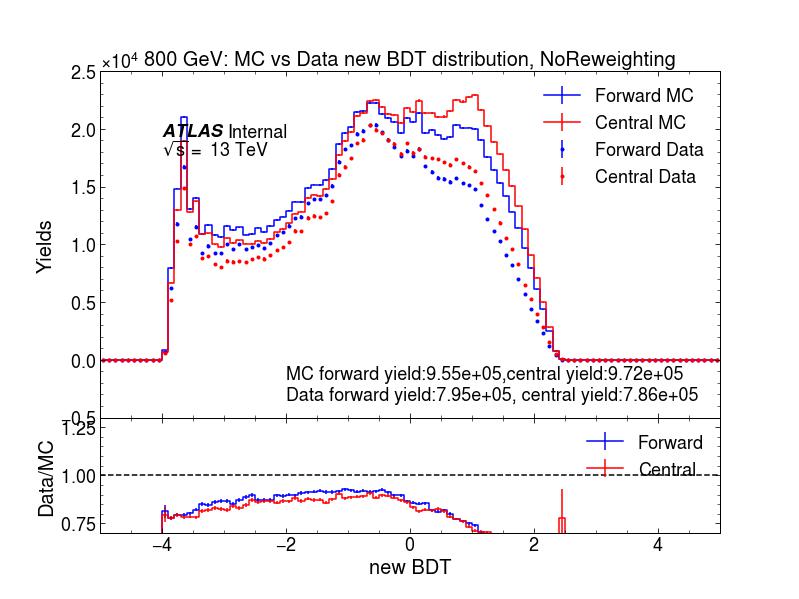 ×10⁴ 800 GeV: MC vs Data new BDT distribution, NoReweighting
2.5
2.0
1.5
1.0
0.5
0.0
−0.5
Yields
ATLAS Internal
√s = 13 TeV
Forward MC
Central MC
Forward Data
Central Data
MC forward yield:9.55e+05,central yield:9.72e+05
Data forward yield:7.95e+05, central yield:7.86e+05
1.25
1.00
0.75
Data/MC
Forward
Central
−4 −2 0 2 4
new BDT